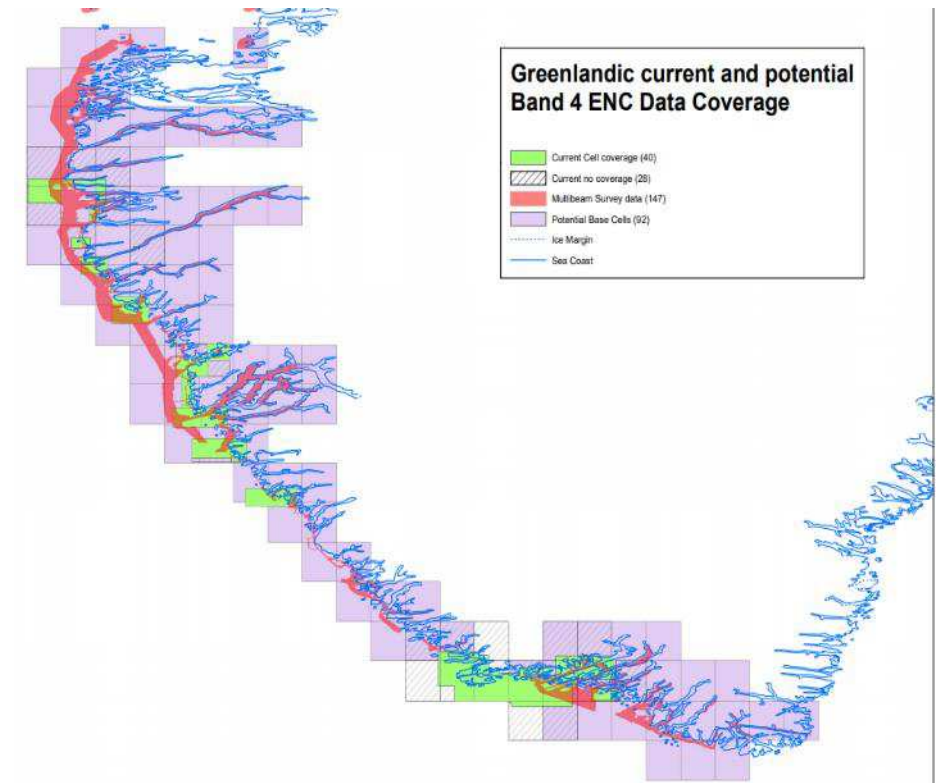 Greenlandic current and potential
Band 4 ENC Data Coverage
Current Cell coverage (40)
Current no coverage (28)
Multibeam Survey data (147)
Potential Base Cells (92)
Ice Margin
Sea Coast